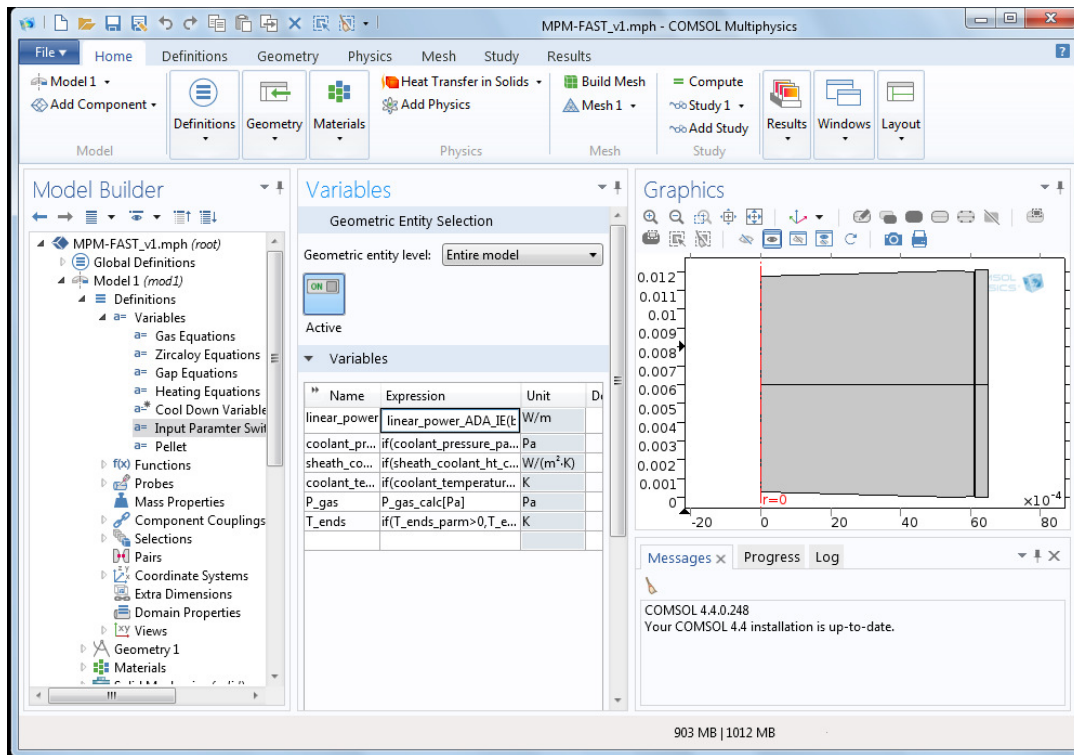 MPM-FAST_v1.mph - COMSOL Multiphysics
File Home Definitions Geometry Physics Mesh Study Results
Model 1
Add Component
Model
Definitions
Geometry
Materials
Heat Transfer in Solids
Add Physics
Physics
Build Mesh
Mesh 1
Mesh
= Compute
Study 1
Add Study
Study
Results
Windows
Layout
Model Builder
MPM-FAST_v1.mph (root)
Global Definitions
Model 1 (mod1)
Definitions
a= Variables
a= Gas Equations
a= Zircaloy Equations
a= Gap Equations
a= Heating Equations
a= Cool Down Variable
a= Input Paramter Swit
a= Pellet
f(x) Functions
Probes
Mass Properties
Component Couplings
Selections
Pairs
Coordinate Systems
Extra Dimensions
Domain Properties
Views
Geometry 1
Materials
Variables
Geometric Entity Selection
Geometric entity level: Entire model
ON
Active
Variables
Name Expression Unit De
linear_power linear_power_ADA_IE(t W/m
coolant_pr... if(coolant_pressure_pa... Pa
sheath_co... if(sheath_coolant_ht_c... W/(m²·K)
coolant_te... if(coolant_temperatur... K
P_gas P_gas_calc[Pa] Pa
T_ends if(T_ends_parm>0,T_e... K
Graphics
0.012
0.011
0.01
0.009
0.008
0.007
0.006
0.005
0.004
0.003
0.002
0.001
0
r=0
×10⁻⁴
-20 0 20 40 60 80
Messages Progress Log
COMSOL 4.4.0.248
Your COMSOL 4.4 installation is up-to-date.
903 MB | 1012 MB